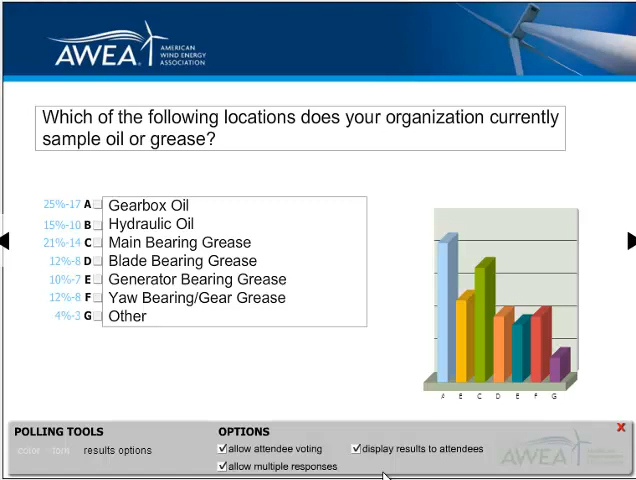 AWEA
AMERICAN
WIND ENERGY
ASSOCIATION
Which of the following locations does your organization currently
sample oil or grease?
25%-17 A Gearbox Oil
15%-10 B Hydraulic Oil
21%-14 C Main Bearing Grease
12%-8 D Blade Bearing Grease
10%-7 E Generator Bearing Grease
12%-8 F Yaw Bearing/Gear Grease
4%-3 G Other
A B C D E F G
POLLING TOOLS
color form results options
OPTIONS
allow attendee voting
display results to attendees
allow multiple responses
X
AWEA